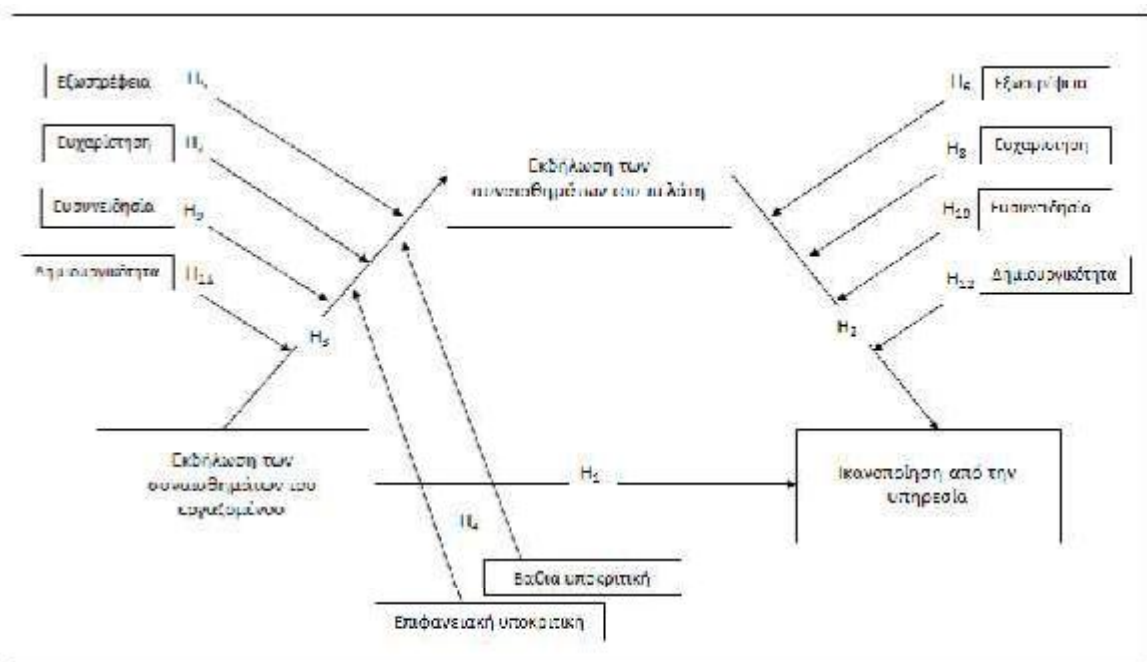 Εξωστρέφεια H₅
H₆ Εξωστρέφεια
Ευχαρίστηση H₇
H₈ Ευχαρίστηση
Εκδήλωση των
συναισθημάτων του πελάτη
Ευσυνειδησία H₉
H₁₀ Ευσυνειδησία
Δημιουργικότητα H₁₁
H₁₂ Δημιουργικότητα
H₃
H₂
Εκδήλωση των
συναισθημάτων του
εργαζομένου
H₁
Ικανοποίηση από την
υπηρεσία
H₄
Βαθιά υποκριτική
Επιφανειακή υποκριτική